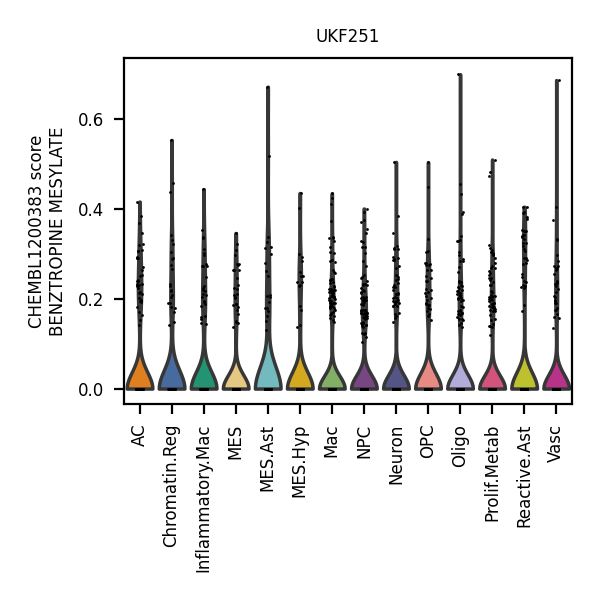 UKF251
CHEMBL1200383 score
BENZTROPINE MESYLATE
0.6
0.4
0.2
0.0
AC
Chromatin.Reg
Inflammatory.Mac
MES
MES.Ast
MES.Hyp
Mac
NPC
Neuron
OPC
Oligo
Prolif.Metab
Reactive.Ast
Vasc